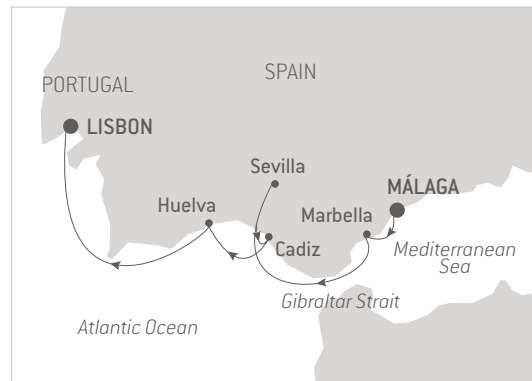 SPAIN
PORTUGAL
LISBON
Sevilla
MÁLAGA
Huelva
Marbella
Cadiz
Mediterranean
Sea
Gibraltar Strait
Atlantic Ocean